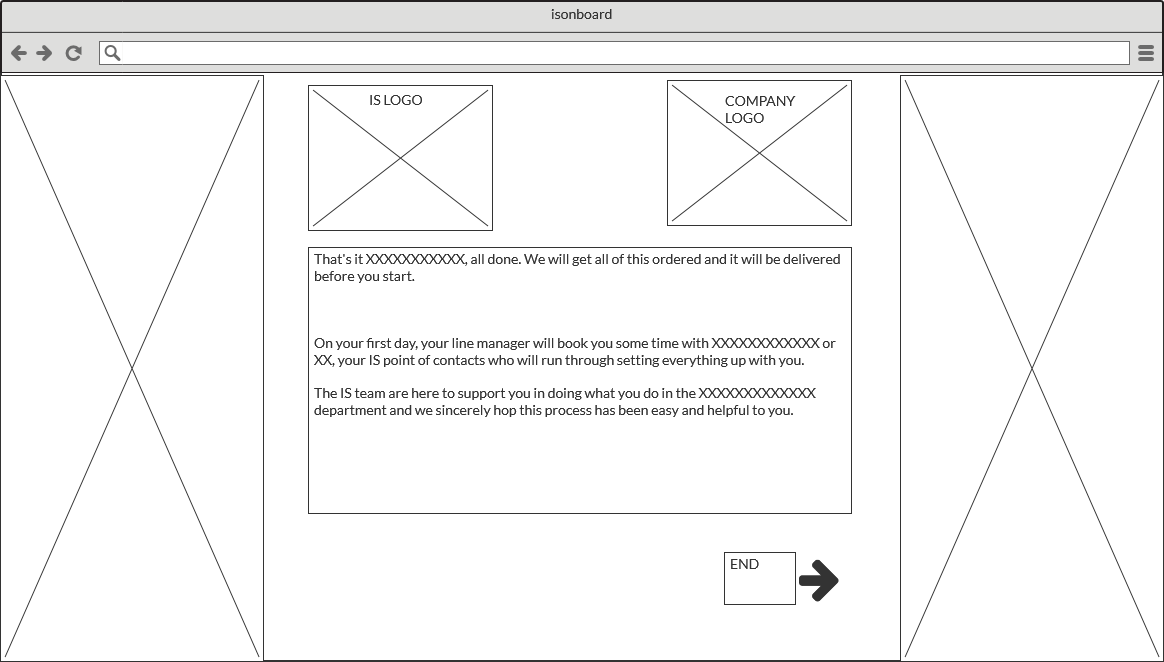 isonboard
IS LOGO
COMPANY
LOGO
That's it XXXXXXXXXXX, all done. We will get all of this ordered and it will be delivered
before you start.
On your first day, your line manager will book you some time with XXXXXXXXXXXX or
XX, your IS point of contacts who will run through setting everything up with you.
The IS team are here to support you in doing what you do in the XXXXXXXXXXXXX
department and we sincerely hop this process has been easy and helpful to you.
END